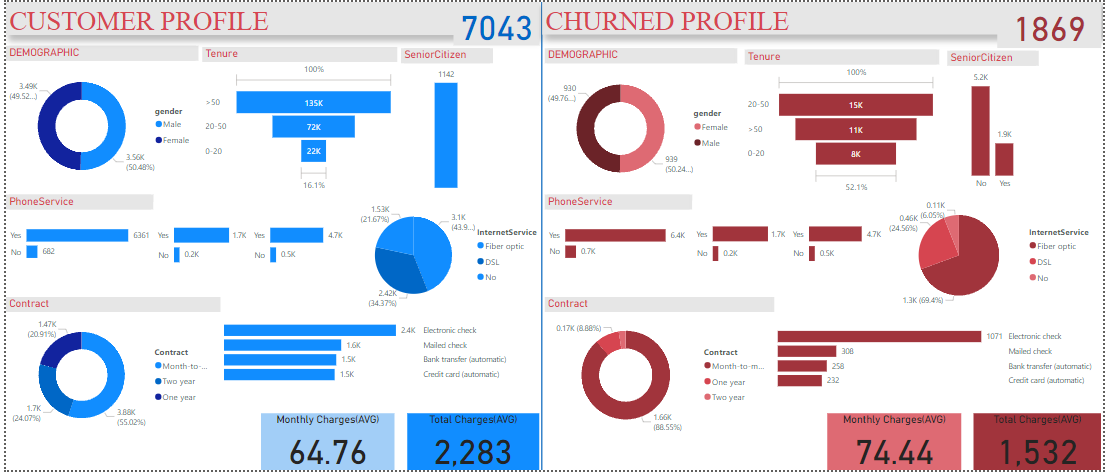 CUSTOMER PROFILE
7043
DEMOGRAPHIC
Tenure
SeniorCitizen
3.49K
(49.52...)
gender
Male
Female
3.56K
(50.48%)
100%
>50
135K
20-50
72K
0-20
22K
16.1%
1142
PhoneService
Yes
6361
No
682
Yes
1.7K
No
0.2K
Yes
4.7K
No
0.5K
1.53K
(21.67%)
3.1K
(43.9...)
2.42K
(34.37%)
InternetService
Fiber optic
DSL
No
Contract
1.47K
(20.91%)
1.7K
(24.07%)
3.88K
(55.02%)
Contract
Month-to-...
Two year
One year
2.4K Electronic check
1.6K Mailed check
1.5K Bank transfer (automatic)
1.5K Credit card (automatic)
Monthly Charges(AVG)
64.76
Total Charges(AVG)
2,283
CHURNED PROFILE
1869
DEMOGRAPHIC
Tenure
SeniorCitizen
930
(49.76...)
gender
Female
Male
939
(50.24...)
100%
20-50
15K
>50
11K
0-20
8K
52.1%
5.2K
1.9K
No
Yes
PhoneService
Yes
6.4K
No
0.7K
Yes
1.7K
No
0.2K
Yes
4.7K
No
0.5K
0.11K
(6.05%)
0.46K
(24.56%)
1.3K (69.4%)
InternetService
Fiber optic
DSL
No
Contract
0.17K (8.88%)
1.66K
(88.55%)
Contract
Month-to-m...
One year
Two year
1071 Electronic check
308 Mailed check
258 Bank transfer (automatic)
232 Credit card (automatic)
Monthly Charges(AVG)
74.44
Total Charges(AVG)
1,532